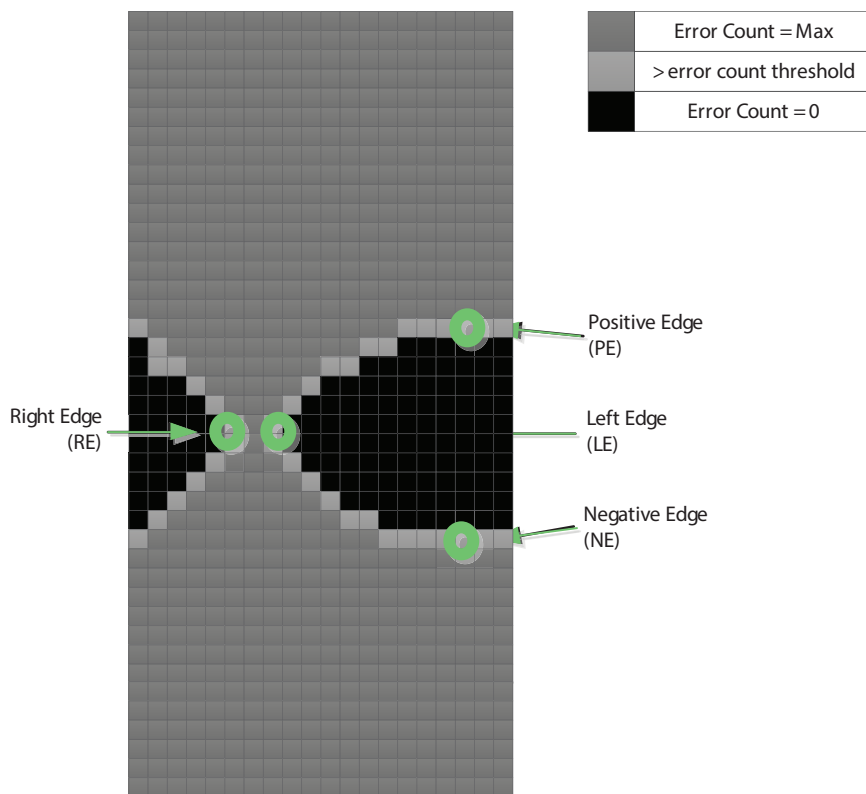 Error Count = Max
> error count threshold
Error Count = 0
Positive Edge
(PE)
Right Edge
(RE)
Left Edge
(LE)
Negative Edge
(NE)